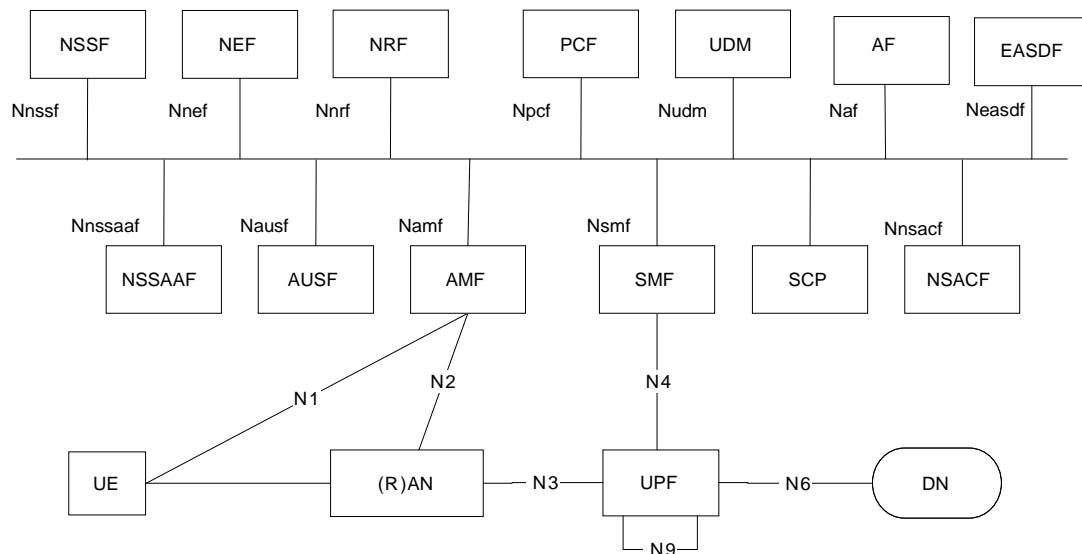 NSSF
NEF
NRF
PCF
UDM
AF
EASDF
Nnssf
Nnef
Nnrf
Npcf
Nudm
Naf
Neasdf
Nnssaaf
Nausf
Namf
Nsmf
Nnsacf
NSSAAF
AUSF
AMF
SMF
SCP
NSACF
N1
N2
N4
UE
(R)AN
N3
UPF
N6
DN
N9